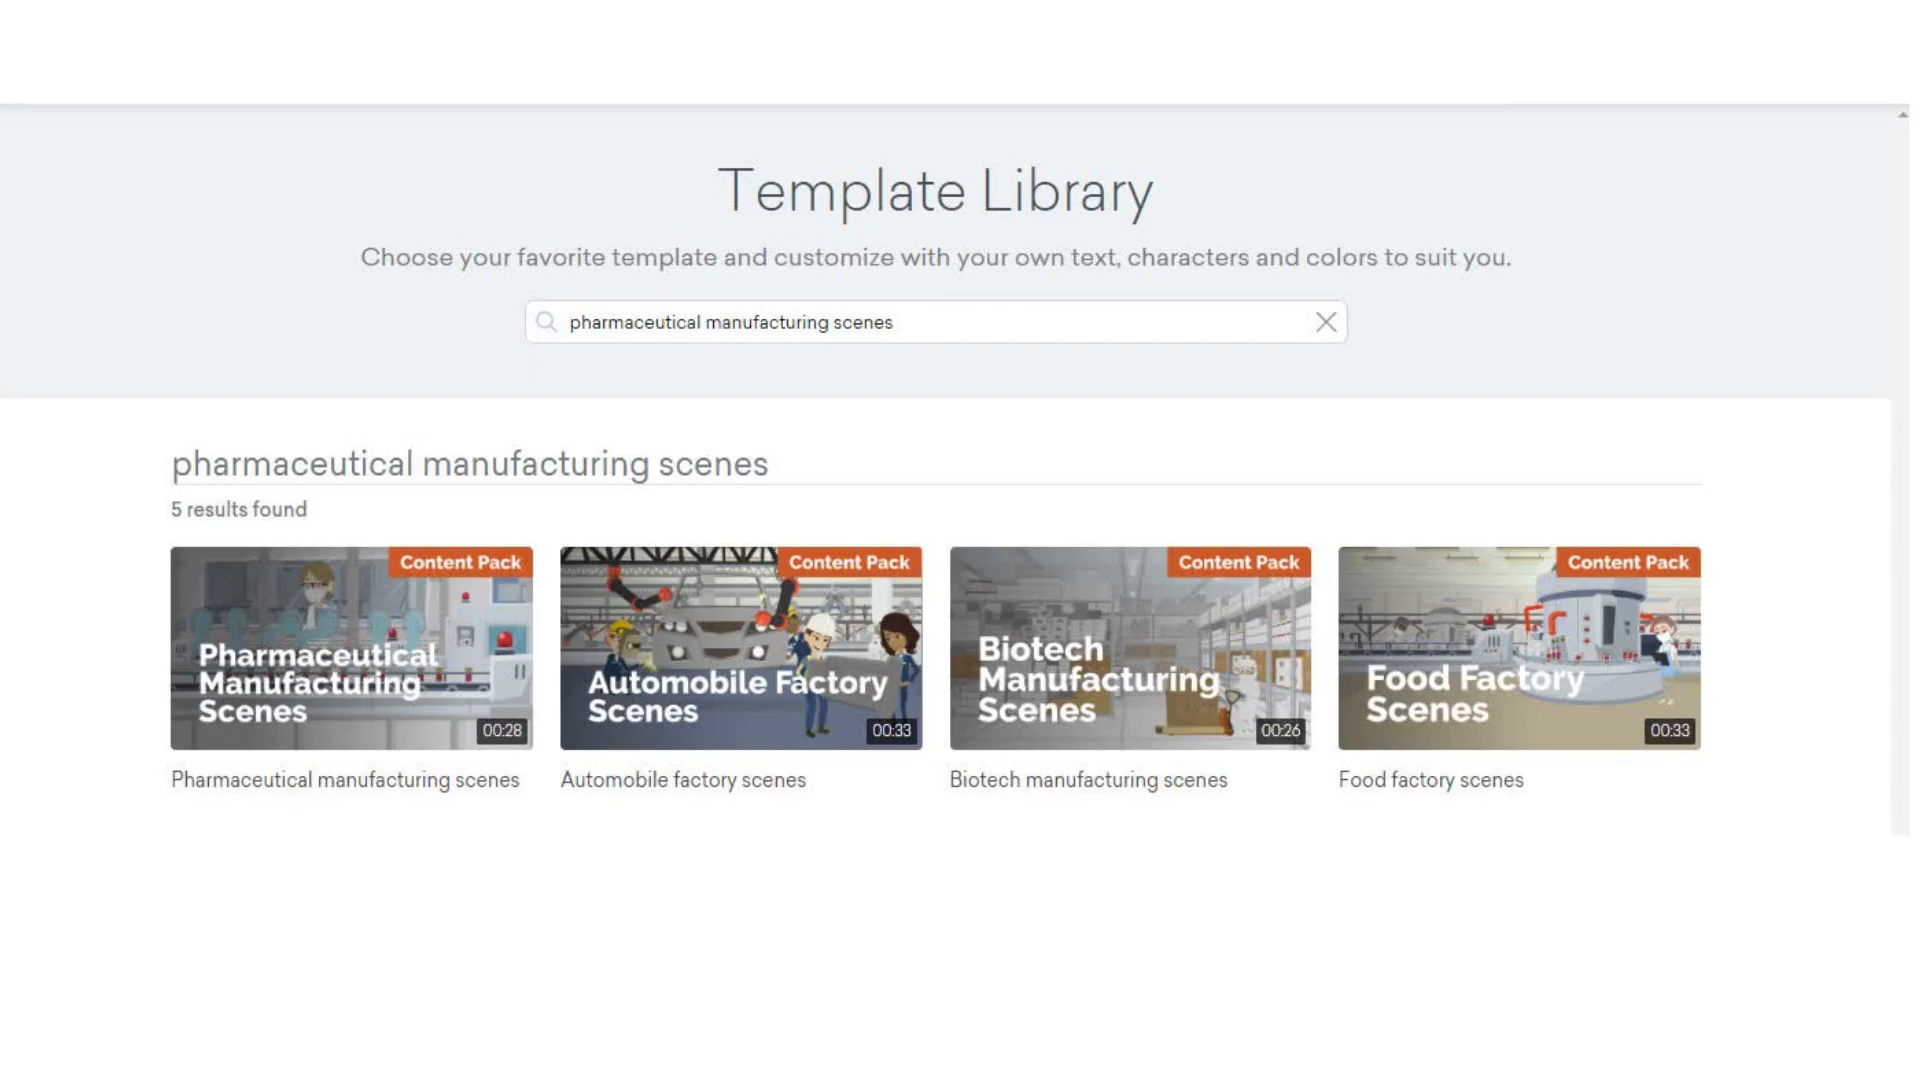 Template Library
Choose your favorite template and customize with your own text, characters and colors to suit you.
pharmaceutical manufacturing scenes
pharmaceutical manufacturing scenes
5 results found
Content Pack
Pharmaceutical
Manufacturing
Scenes
00:28
Pharmaceutical manufacturing scenes
Content Pack
Automobile Factory
Scenes
00:33
Automobile factory scenes
Content Pack
Biotech
Manufacturing
Scenes
00:26
Biotech manufacturing scenes
Content Pack
Food Factory
Scenes
00:33
Food factory scenes